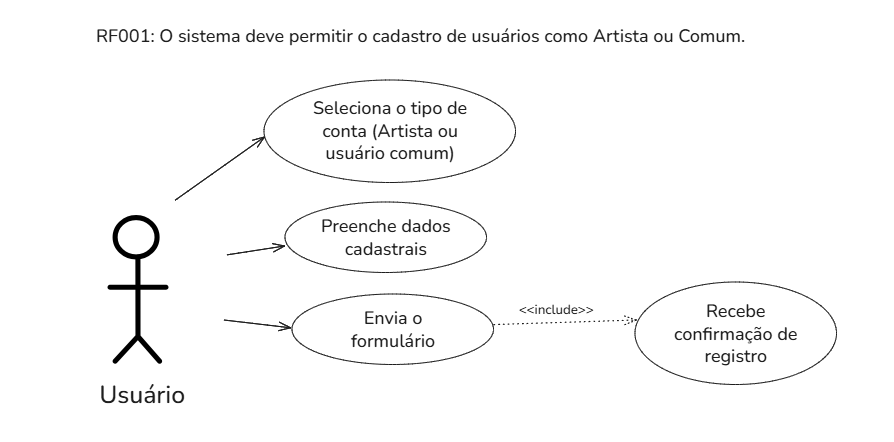 RF001: O sistema deve permitir o cadastro de usuários como Artista ou Comum.
Seleciona o tipo de
conta (Artista ou
usuário comum)
Preenche dados
cadastrais
Envia o
formulário
<<include>>
Recebe
confirmação de
registro
Usuário